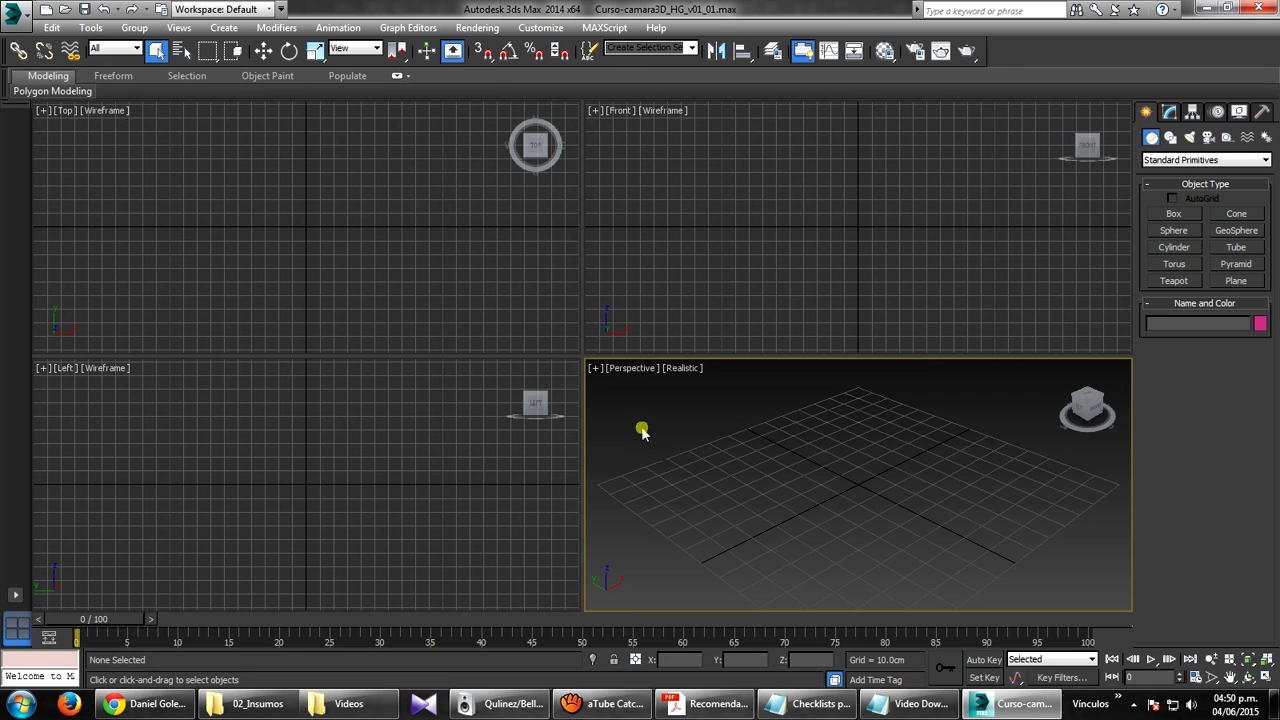 Workspace: Default
Autodesk 3ds Max 2014 x64 Curso-camara3D_HG_v01_01.max
Type a keyword or phrase
Edit Tools Group Views Create Modifiers Animation Graph Editors Rendering Customize MAXScript Help
All View Create Selection Se
Modeling Freeform Selection Object Paint Populate
Polygon Modeling
[+] [Top] [Wireframe]
TOP
[+] [Front] [Wireframe]
FRONT
Standard Primitives
- Object Type
AutoGrid
Box Cone
Sphere GeoSphere
Cylinder Tube
Torus Pyramid
Teapot Plane
- Name and Color
[+] [Left] [Wireframe]
LEFT
[+] [Perspective] [Realistic]
< 0 / 100 >
0 5 10 15 20 25 30 35 40 45 50 55 60 65 70 75 80 85 90 95 100
None Selected X: Y: Z: Grid = 10.0cm Auto Key Selected
Welcome to M Click or click-and-drag to select objects Add Time Tag Set Key Key Filters... 0
Daniel Gole... 02_Insumos Videos Qulinez/Bell... aTube Catc... Recomenda... Checklists p... Video Dow... Curso-cam... Vinculos
04:50 p.m.
04/06/2015